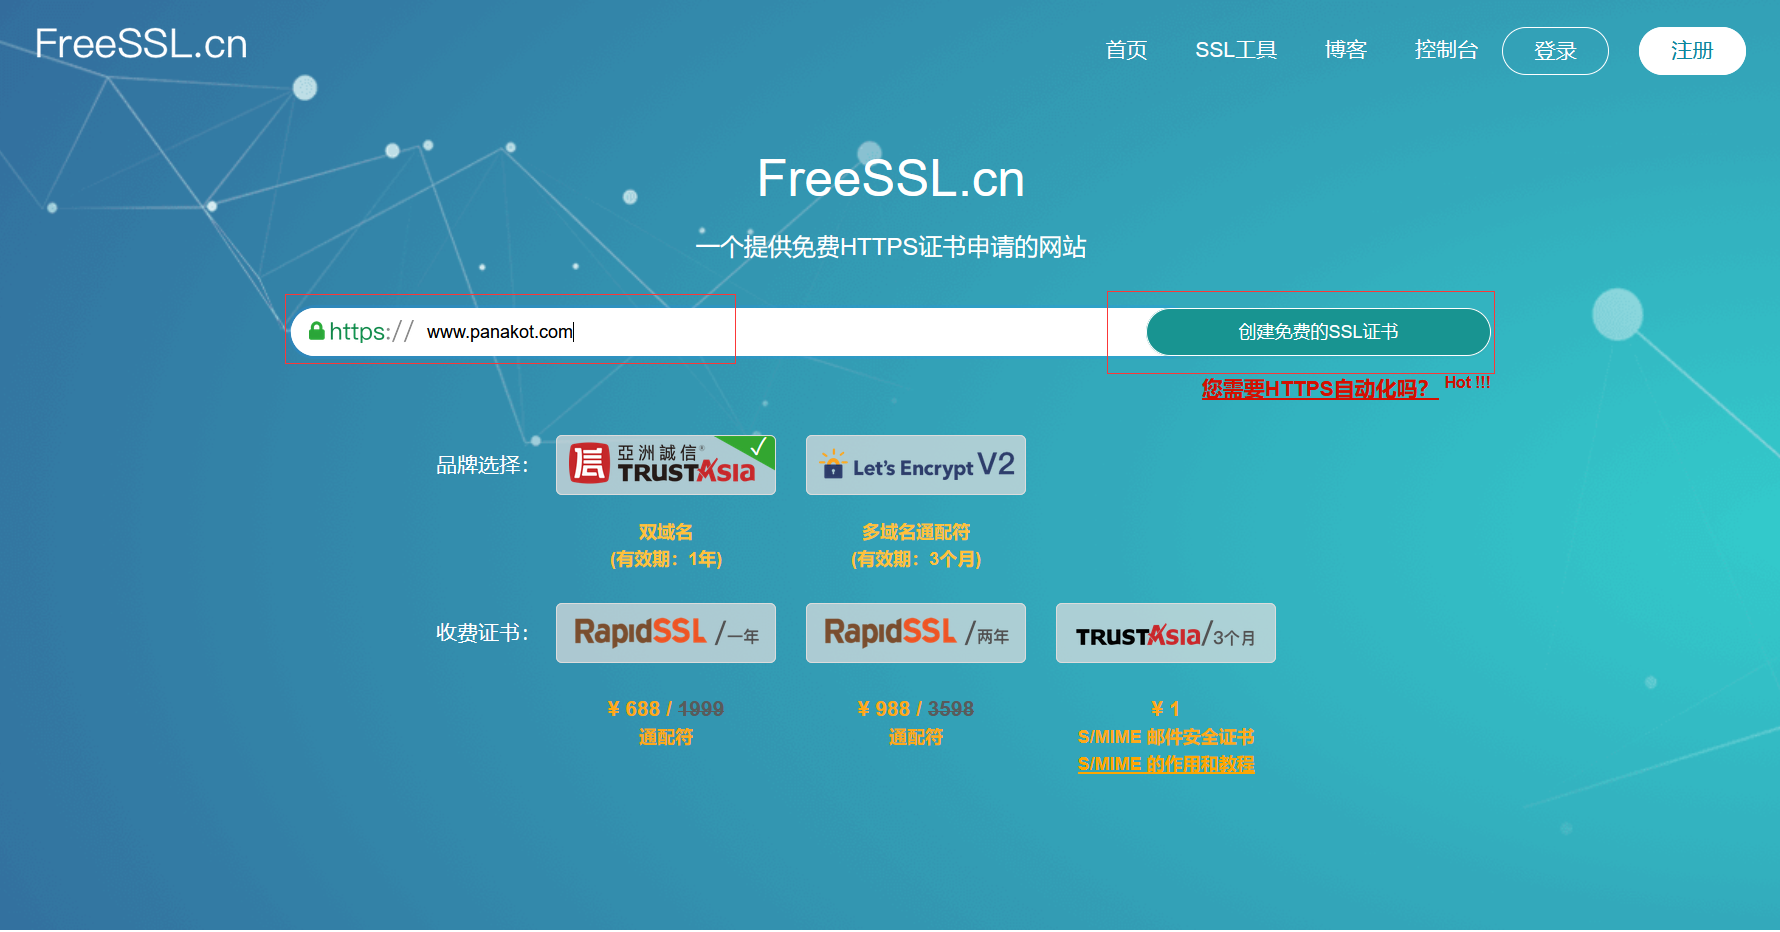 FreeSSL.cn
首页 SSL工具 博客 控制台 登录 注册
FreeSSL.cn
一个提供免费HTTPS证书申请的网站
https:// www.panakot.com 创建免费的SSL证书
您需要HTTPS自动化吗? Hot !!!
品牌选择: 信 亞洲誠信® TRUSTAsia Let's Encrypt V2
双域名 多域名通配符
(有效期: 1年) (有效期: 3个月)
收费证书: RapidSSL /一年 RapidSSL /两年 TRUSTAsia/3个月
¥ 688 / 1999 ¥ 988 / 3598 ¥ 1
通配符 通配符 S/MIME 邮件安全证书
S/MIME 的作用和教程